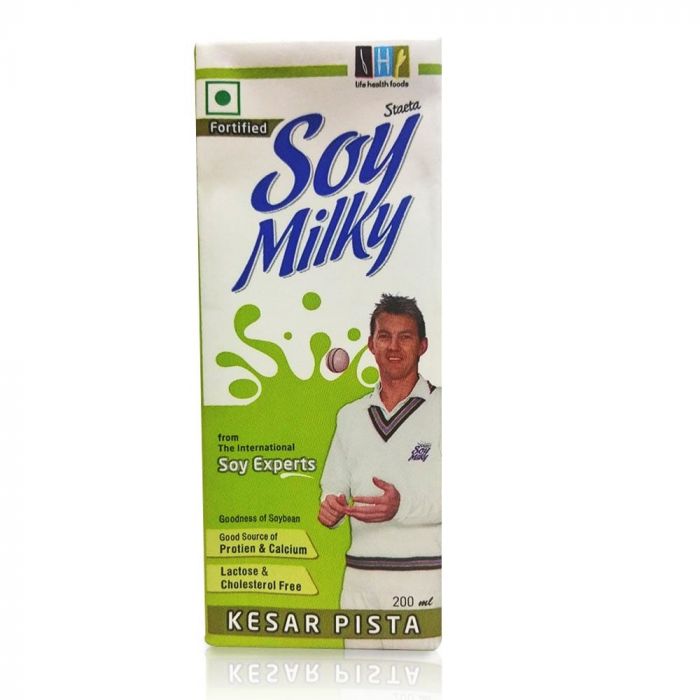 life health foods
Fortified
Staeta
Soy
Milky
from
The International
Soy Experts
Soy
Milky
Goodness of Soybean
Good Source of
Protien & Calcium
Lactose &
Cholesterol Free
200 ml
KESAR PISTA